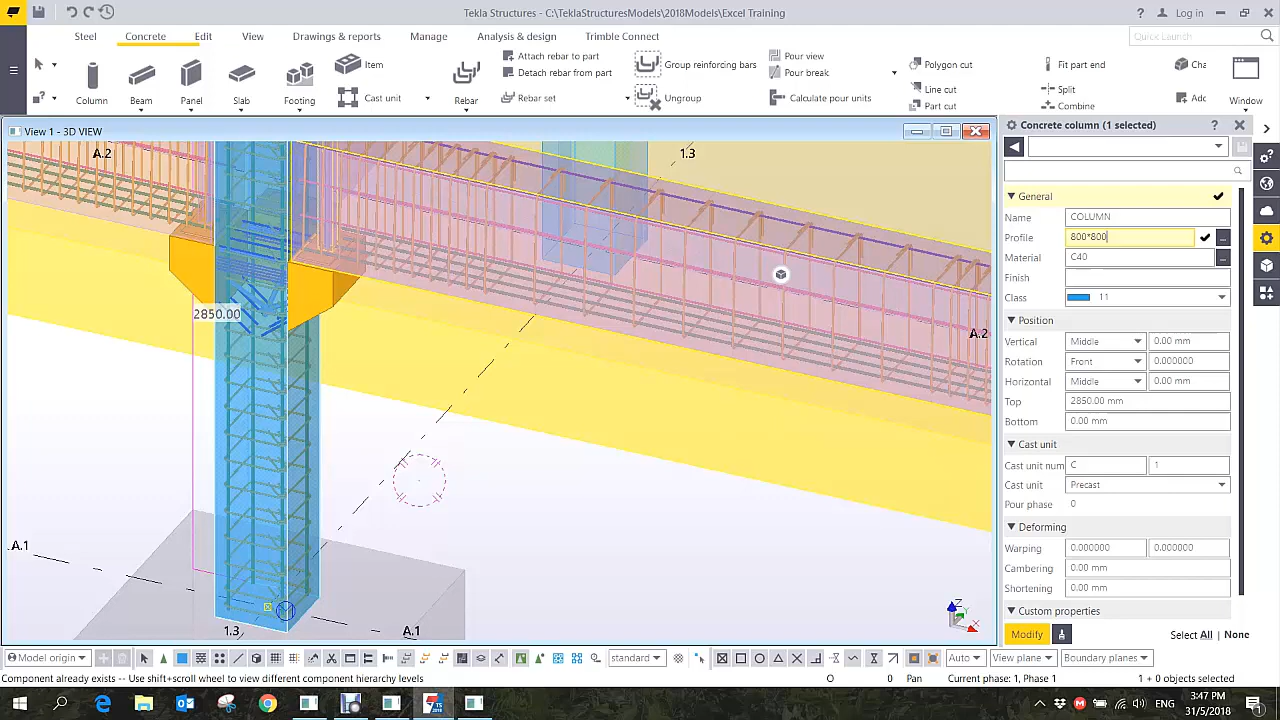 Tekla Structures - C:\TeklaStructuresModels\2018Models\Excel Training
? Log in
Steel Concrete Edit View Drawings & reports Manage Analysis & design Trimble Connect
Quick Launch
Column Beam Panel Slab Footing
Item
Cast unit
Rebar
Attach rebar to part
Detach rebar from part
Rebar set
Group reinforcing bars
Ungroup
Pour view
Pour break
Calculate pour units
Polygon cut
Line cut
Part cut
Fit part end
Split
Combine
Cha
Adc
Window
View 1 - 3D VIEW
A.2
1.3
2850.00
A.2
A.1
1.3
A.1
Z
Concrete column (1 selected) ?
General
Name COLUMN
Profile 800*800
Material C40
Finish
Class 11
Position
Vertical Middle 0.00 mm
Rotation Front 0.000000
Horizontal Middle 0.00 mm
Top 2850.00 mm
Bottom 0.00 mm
Cast unit
Cast unit num C 1
Cast unit Precast
Pour phase 0
Deforming
Warping 0.000000 0.000000
Cambering 0.00 mm
Shortening 0.00 mm
Custom properties
Modify Select All | None
Model origin standard Auto View plane Boundary planes
Component already exists -- Use shift+scroll wheel to view different component hierarchy levels O 0 Pan Current phase: 1, Phase 1 1 + 0 objects selected
ENG 3:47 PM
31/5/2018